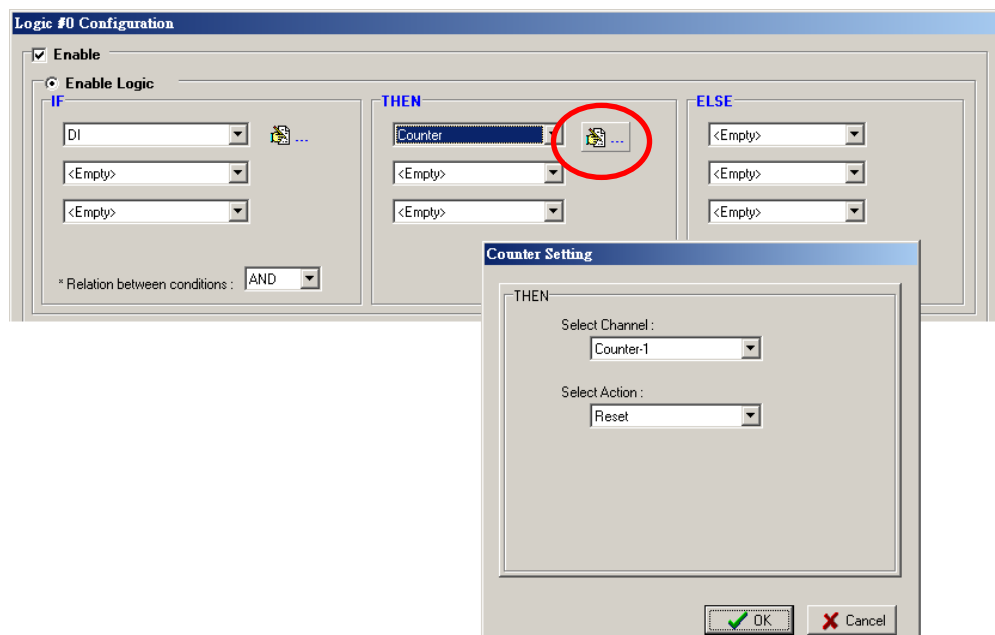 Logic #0 Configuration
Enable
Enable Logic
IF
THEN
ELSE
DI
...
Counter
...
<Empty>
<Empty>
<Empty>
<Empty>
<Empty>
<Empty>
<Empty>
* Relation between conditions :
AND
Counter Setting
THEN
Select Channel :
Counter-1
Select Action :
Reset
OK
Cancel